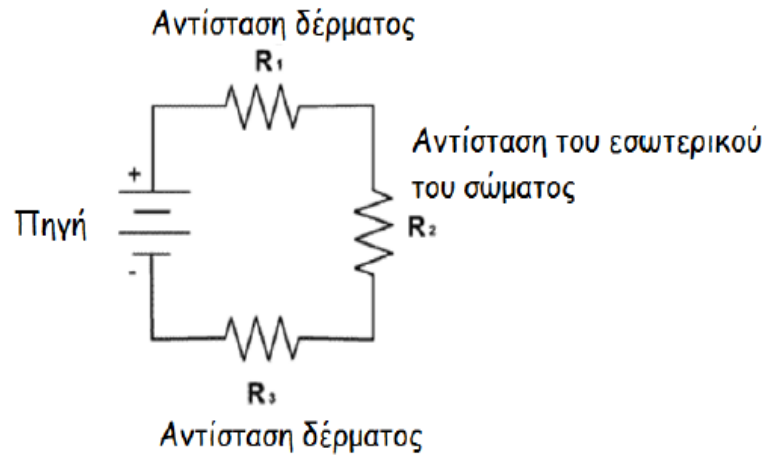 Αντίσταση δέρματος
R₁
Αντίσταση του εσωτερικού
του σώματος
+
Πηγή
R₂
-
R₃
Αντίσταση δέρματος